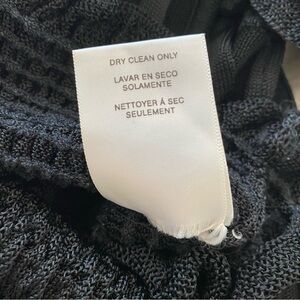 DRY CLEAN ONLY
LAVAR EN SECO
SOLAMENTE
NETTOYER À SEC
SEULEMENT